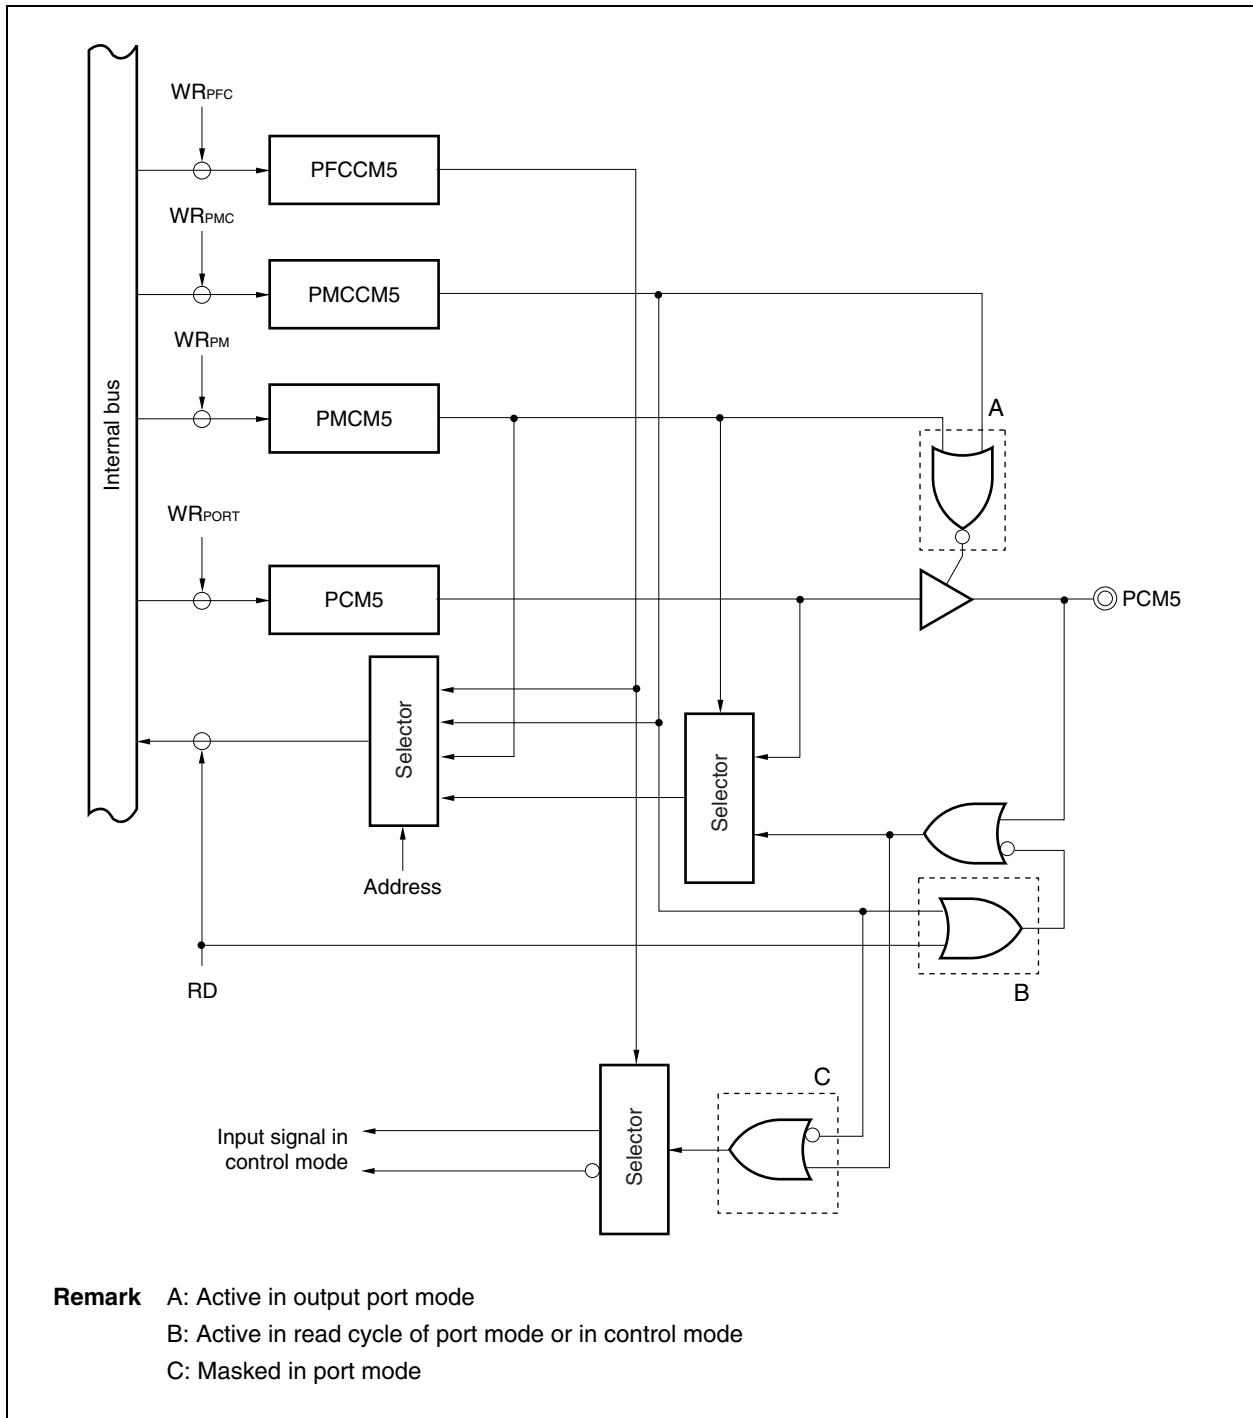 WRPFC
PFCCM5
WRPMC
PMCCM5
WRPM
PMCM5
A
Internal bus
WRPORT
PCM5
PCM5
Selector
Selector
Address
RD
B
C
Selector
Input signal in
control mode
Remark A: Active in output port mode
B: Active in read cycle of port mode or in control mode
C: Masked in port mode